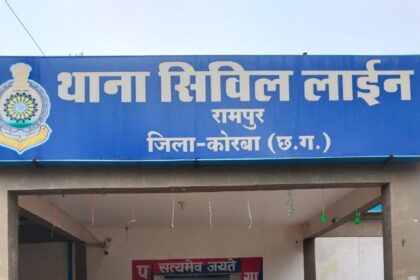 थाना सिविल लाईन
रामपुर
जिला-कोरबा (छ.ग.)
सत्यमेव जयते